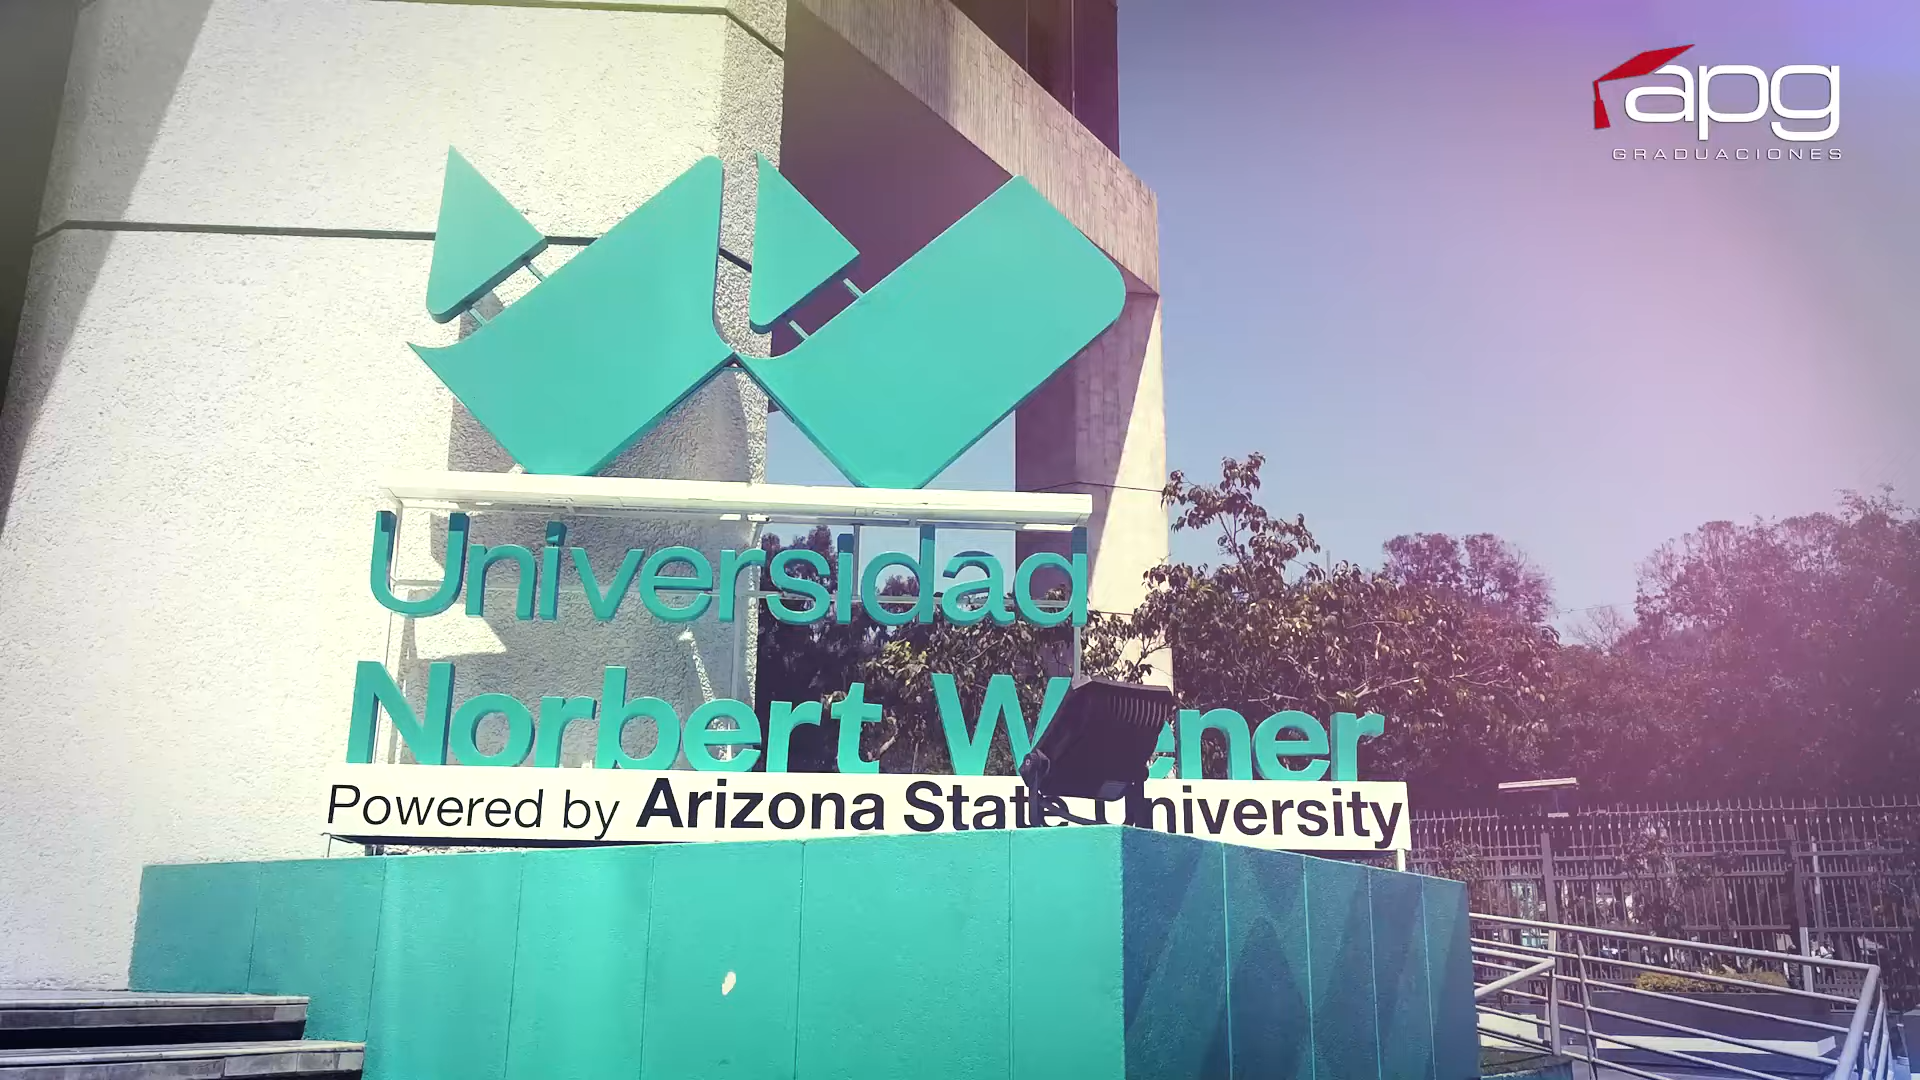 apg
GRADUACIONES
Universidad
Norbert Wiener
Powered by Arizona State University